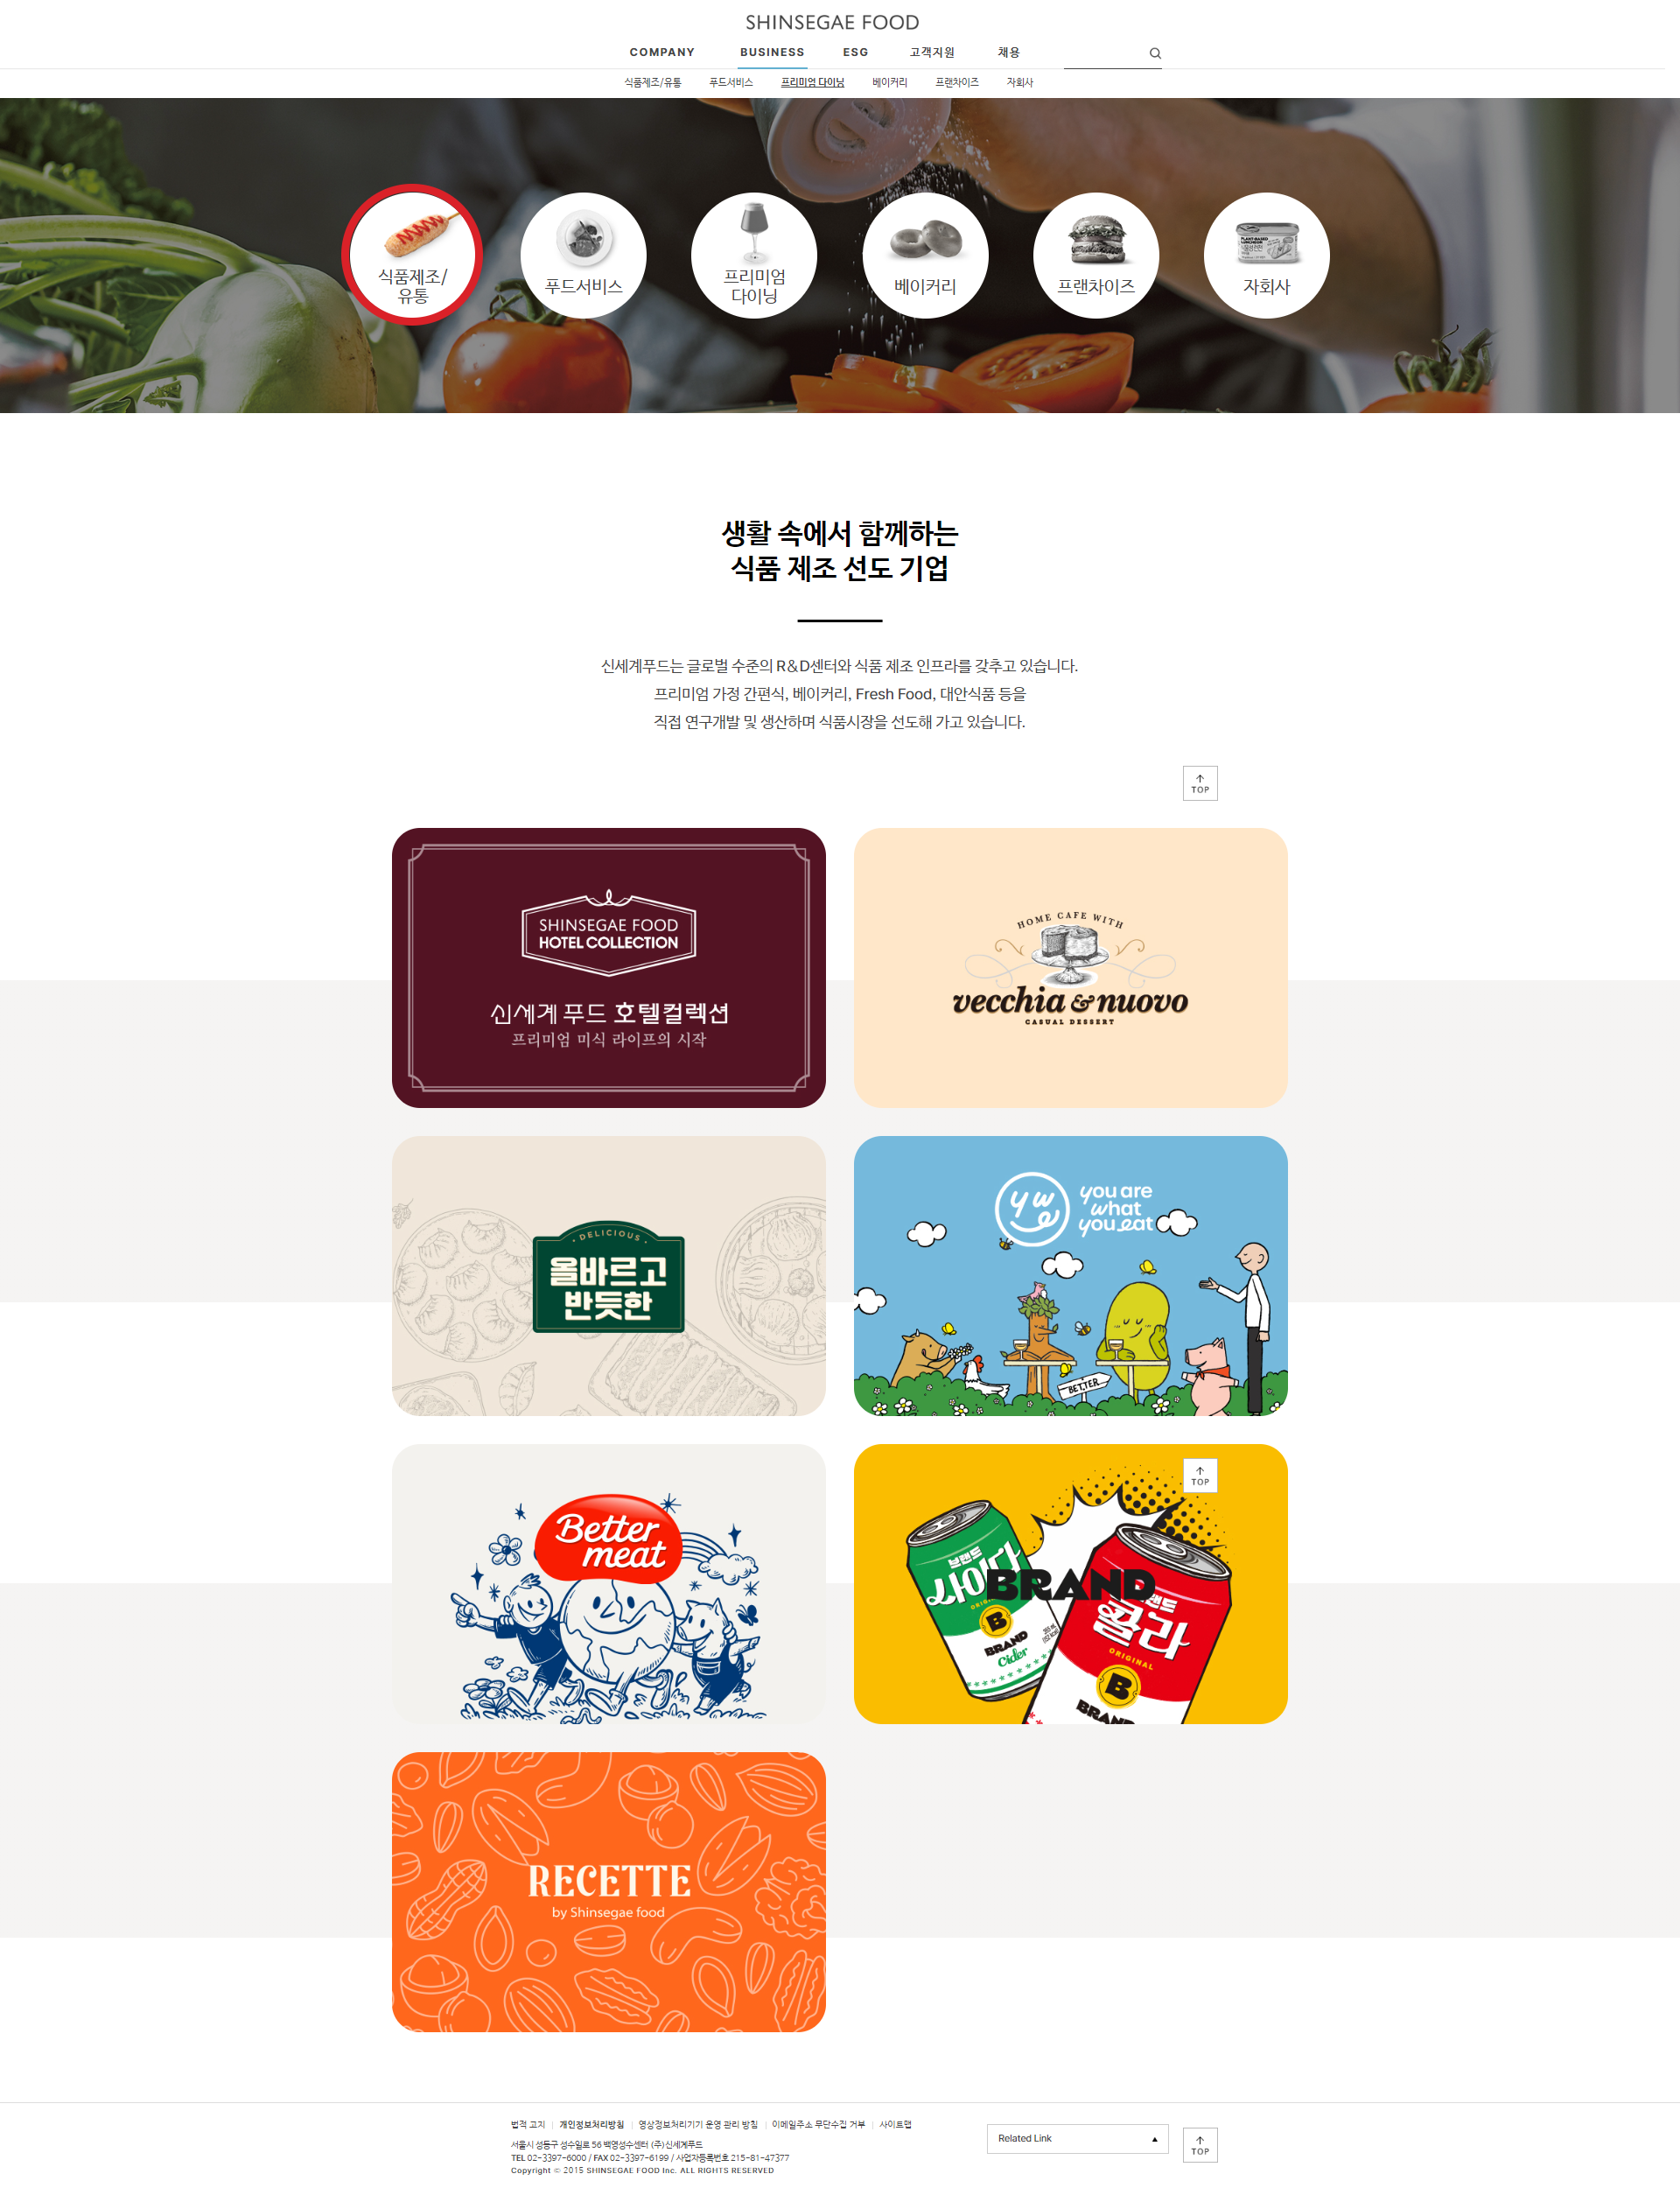 SHINSEGAE FOOD
COMPANY BUSINESS ESG 고객지원 채용
식품제조/유통 푸드서비스 프리미엄 다이닝 베이커리 프랜차이즈 자회사
식품제조/
유통
푸드서비스
프리미엄
다이닝
베이커리
프랜차이즈
자회사
생활 속에서 함께하는
식품 제조 선도 기업
신세계푸드는 글로벌 수준의 R&D센터와 식품 제조 인프라를 갖추고 있습니다.
프리미엄 가정 간편식, 베이커리, Fresh Food, 대안식품 등을
직접 연구개발 및 생산하며 식품시장을 선도해 가고 있습니다.
TOP
SHINSEGAE FOOD
HOTEL COLLECTION
신세계 푸드 호텔컬렉션
프리미엄 미식 라이프의 시작
HOME CAFE WITH
vecchia & nuovo
CASUAL DESSERT
DELICIOUS
올바르고
반듯한
ywe
you are
what
you eat
BETTER
Better
meat
TOP
브랜드
사이다
B
BRAND
Cider
BRAND
콜라
ORIGINAL
B
BRAND
RECETTE
by Shinsegae food
법적 고지 개인정보처리방침 영상정보처리기기 운영 관리 방침 이메일주소 무단수집 거부 사이트맵
서울시 성동구 성수일로 56 백영성수센터 (주)신세계푸드
TEL 02-3397-6000 / FAX 02-3397-6199 / 사업자등록번호 215-81-47377
Copyright © 2015 SHINSEGAE FOOD Inc. ALL RIGHTS RESERVED
Related Link
TOP